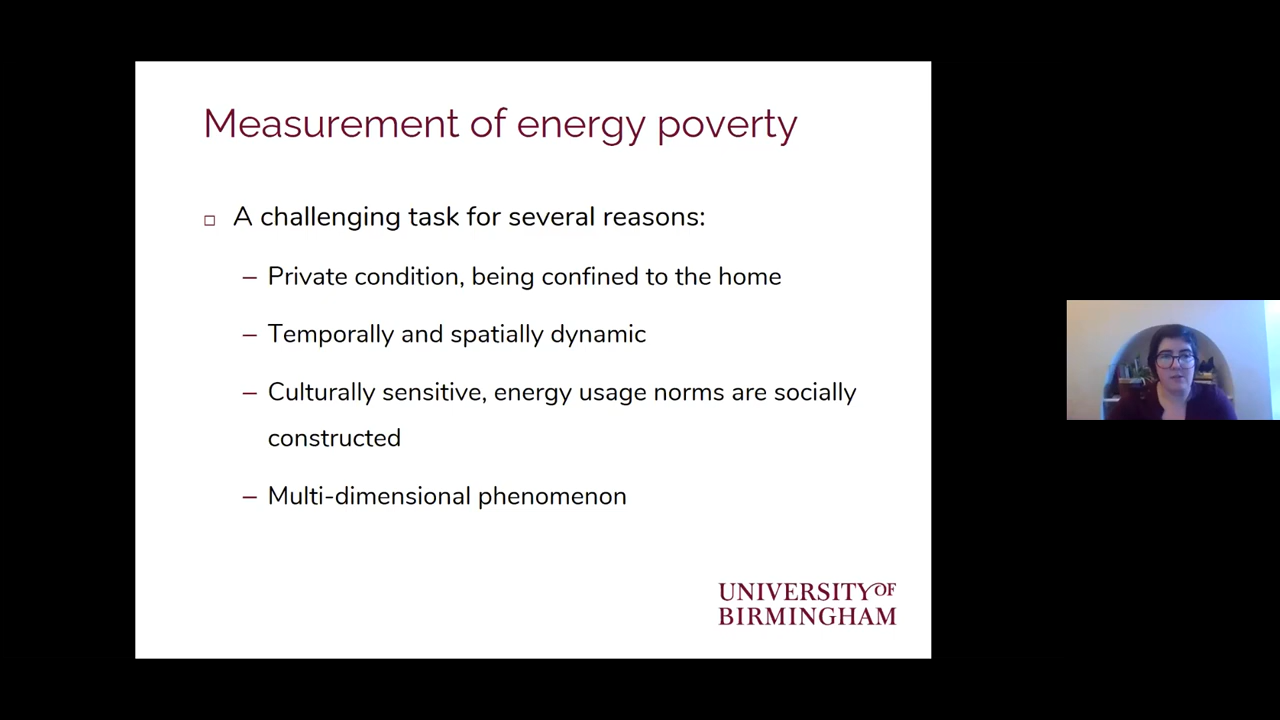 Measurement of energy poverty
□ A challenging task for several reasons:
– Private condition, being confined to the home
– Temporally and spatially dynamic
– Culturally sensitive, energy usage norms are socially
constructed
– Multi-dimensional phenomenon
UNIVERSITY OF
BIRMINGHAM